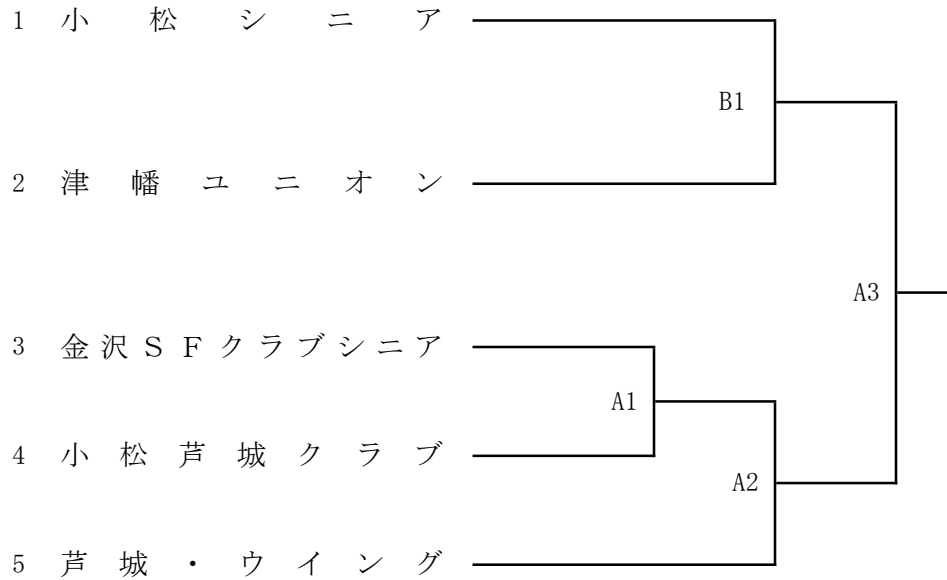 1 小松シニア
B1
2 津幡ユニオン
A3
3 金沢SFクラブシニア
A1
4 小松芦城クラブ
A2
5 芦城・ウイング